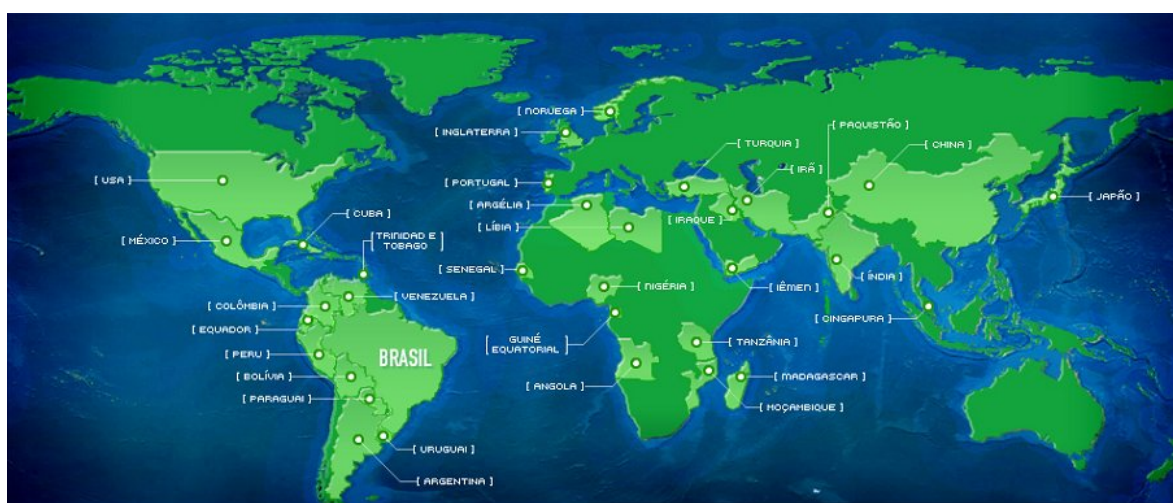 [ NORUEGA ]
[ PAQUISTÃO ]
[ INGLATERRA ]
[ TURQUIA ]
[ CHINA ]
[ IRÃ ]
[ USA ]
[ PORTUGAL ]
[ JAPÃO ]
[ ARGÉLIA ]
[ CUBA ]
[ IRAQUE ]
[ LÍBIA ]
[ MÉXICO ]
[ TRINIDAD E
TOBAGO ]
[ SENEGAL ]
[ ÍNDIA ]
[ NIGÉRIA ]
[ IÊMEN ]
[ VENEZUELA ]
[ COLÔMBIA ]
[ CINGAPURA ]
[ EQUADOR ]
[ GUINÉ
EQUATORIAL ]
[ TANZÂNIA ]
[ PERU ]
BRASIL
[ BOLÍVIA ]
[ MADAGASCAR ]
[ ANGOLA ]
[ PARAGUAI ]
[ MOÇAMBIQUE ]
[ URUGUAI ]
[ ARGENTINA ]